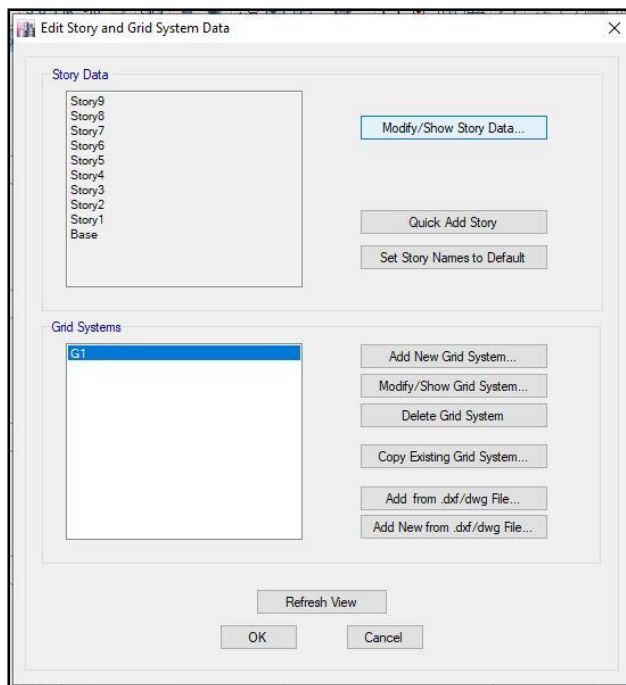 Edit Story and Grid System Data
Story Data
Story9
Story8
Story7
Story6
Story5
Story4
Story3
Story2
Story1
Base
Modify/Show Story Data...
Quick Add Story
Set Story Names to Default
Grid Systems
G1
Add New Grid System...
Modify/Show Grid System...
Delete Grid System
Copy Existing Grid System...
Add from .dxf/dwg File...
Add New from .dxf/dwg File...
Refresh View
OK
Cancel